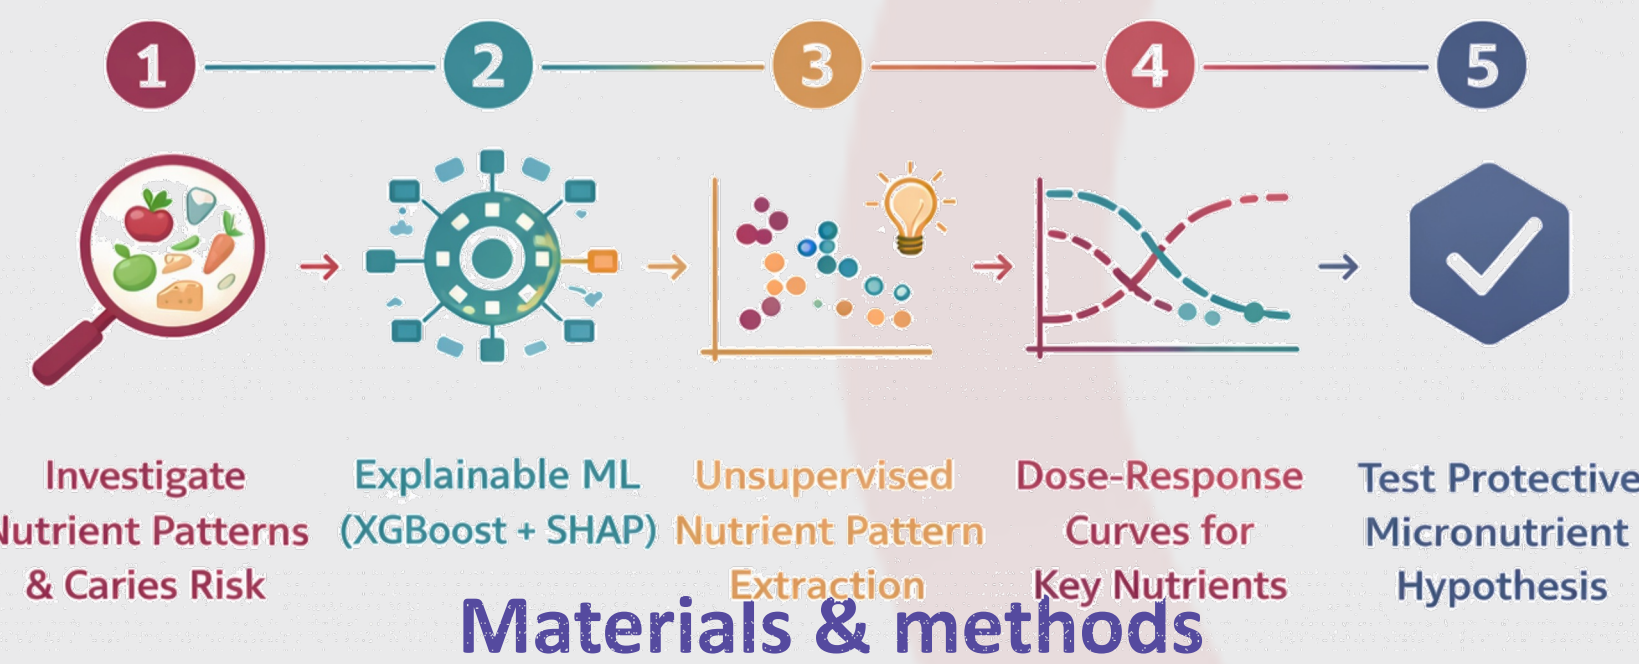 1 2 3 4 5
Investigate
Nutrient Patterns
& Caries Risk
Explainable ML
(XGBoost + SHAP)
Unsupervised
Nutrient Pattern
Extraction
Dose-Response
Curves for
Key Nutrients
Test Protective
Micronutrient
Hypothesis
Materials & methods